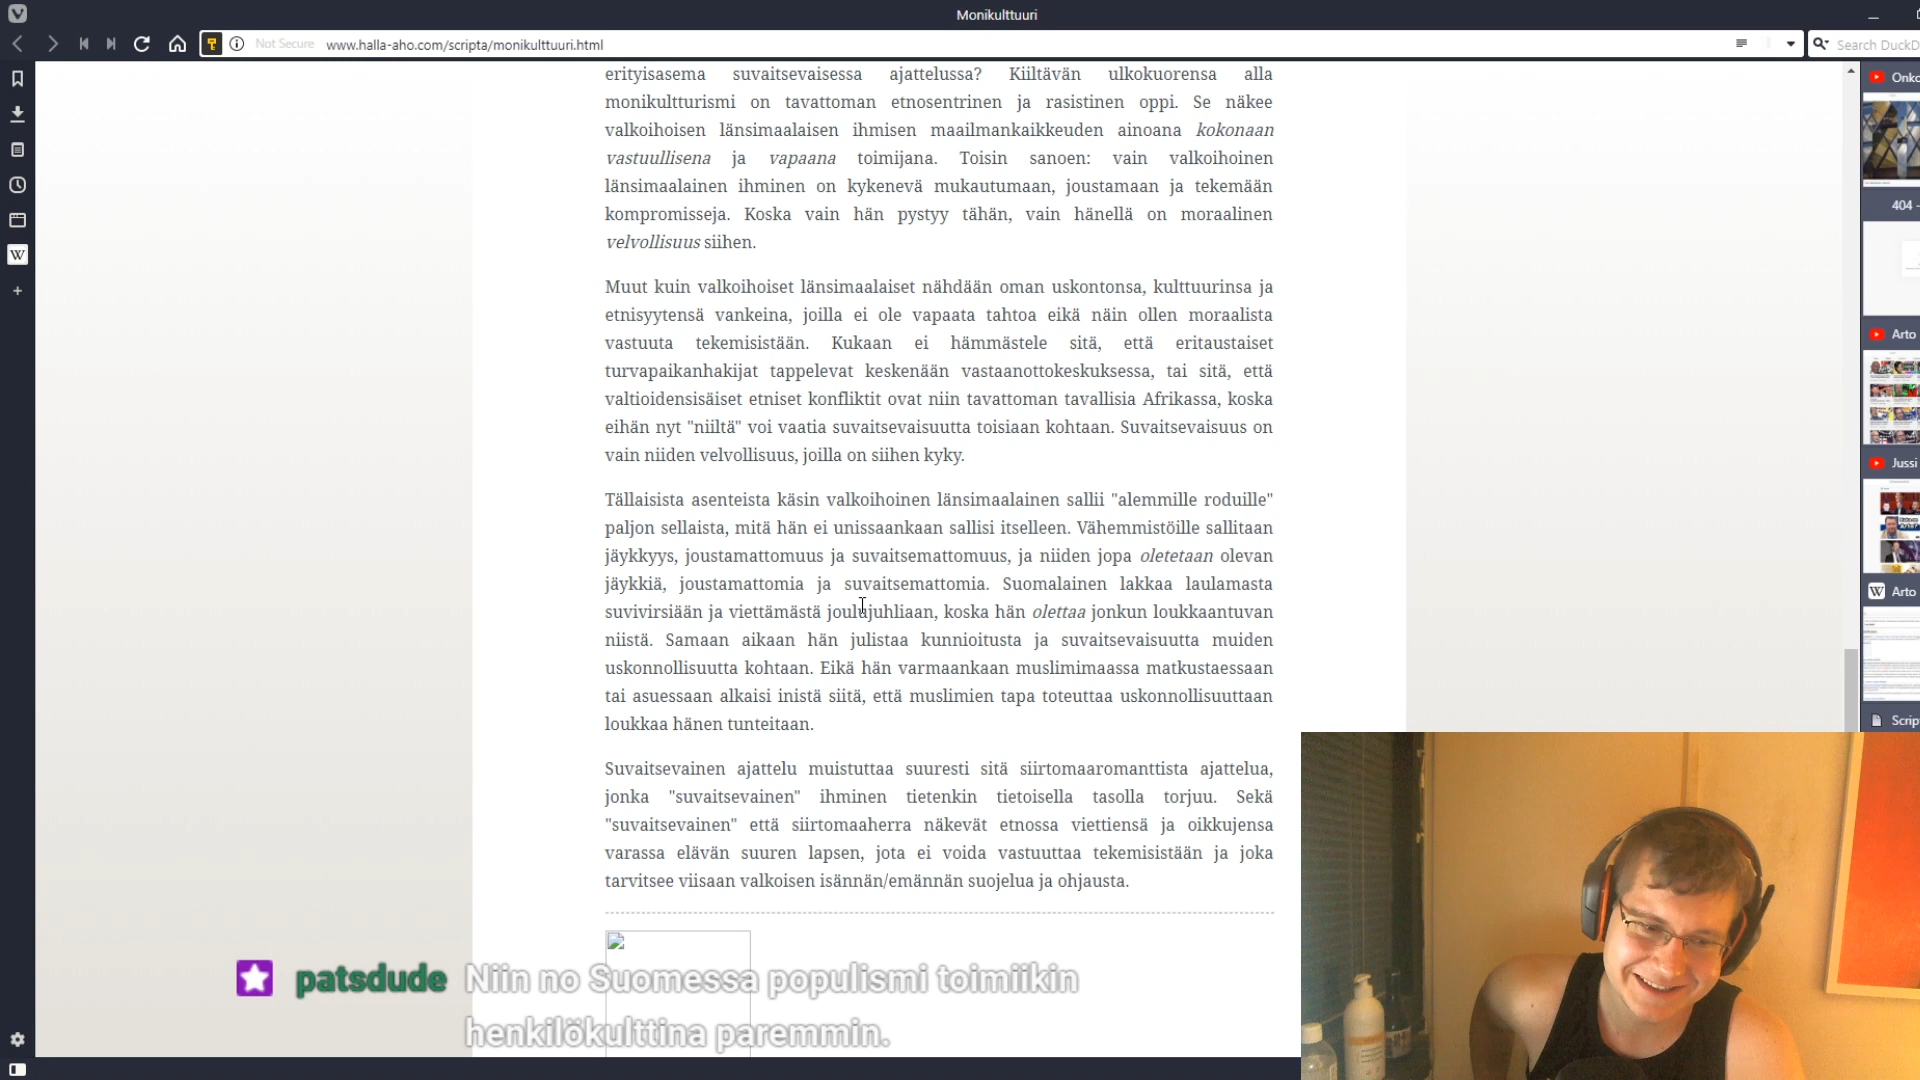 Monikulttuuri
Not Secure www.halla-aho.com/scripta/monikulttuuri.html
Search DuckD
erityisasema suvaitsevaisessa ajattelussa? Kiiltävän ulkokuorensa alla
monikultturismi on tavattoman etnosentrinen ja rasistinen oppi. Se näkee
valkoihoisen länsimaalaisen ihmisen maailmankaikkeuden ainoana kokonaan
vastuullisena ja vapaana toimijana. Toisin sanoen: vain valkoihoinen
länsimaalainen ihminen on kykenevä mukautumaan, joustamaan ja tekemään
kompromisseja. Koska vain hän pystyy tähän, vain hänellä on moraalinen
velvollisuus siihen.
Muut kuin valkoihoiset länsimaalaiset nähdään oman uskontonsa, kulttuurinsa ja
etnisyytensä vankeina, joilla ei ole vapaata tahtoa eikä näin ollen moraalista
vastuuta tekemisistään. Kukaan ei hämmästele sitä, että eritaustaiset
turvapaikanhakijat tappelevat keskenään vastaanottokeskuksessa, tai sitä, että
valtioidensisäiset etniset konfliktit ovat niin tavattoman tavallisia Afrikassa, koska
eihän nyt "niiltä" voi vaatia suvaitsevaisuutta toisiaan kohtaan. Suvaitsevaisuus on
vain niiden velvollisuus, joilla on siihen kyky.
Tällaisista asenteista käsin valkoihoinen länsimaalainen sallii "alemmille roduille"
paljon sellaista, mitä hän ei unissaankaan sallisi itselleen. Vähemmistöille sallitaan
jäykkyys, joustamattomuus ja suvaitsemattomuus, ja niiden jopa oletetaan olevan
jäykkiä, joustamattomia ja suvaitsemattomia. Suomalainen lakkaa laulamasta
suvivirsiään ja viettämästä joulujuhliaan, koska hän olettaa jonkun loukkaantuvan
niistä. Samaan aikaan hän julistaa kunnioitusta ja suvaitsevaisuutta muiden
uskonnollisuutta kohtaan. Eikä hän varmaankaan muslimimaassa matkustaessaan
tai asuessaan alkaisi inistä siitä, että muslimien tapa toteuttaa uskonnollisuuttaan
loukkaa hänen tunteitaan.
Suvaitsevainen ajattelu muistuttaa suuresti sitä siirtomaaromanttista ajattelua,
jonka "suvaitsevainen" ihminen tietenkin tietoisella tasolla torjuu. Sekä
"suvaitsevainen" että siirtomaaherra näkevät etnossa viettiensä ja oikkujensa
varassa elävän suuren lapsen, jota ei voida vastuuttaa tekemisistään ja joka
tarvitsee viisaan valkoisen isännän/emännän suojelua ja ohjausta.
patsdude Niin no Suomessa populismi toimiikin
henkilökulttina paremmin.
Onko
404 -
Arto
Jussi
W Arto
Scrip
W